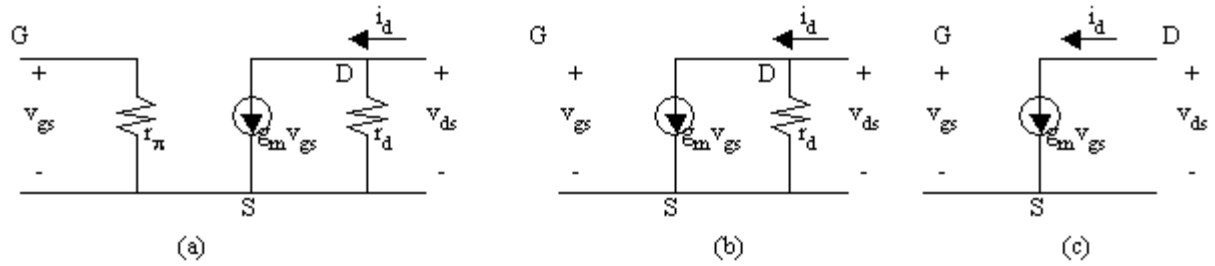 G
i_d
D
+
+
v_gs
r_π
g_m v_gs
r_d
v_ds
-
-
S
(a)
G
i_d
D
+
+
v_gs
g_m v_gs
r_d
v_ds
-
-
S
(b)
G
i_d
D
+
+
v_gs
g_m v_gs
v_ds
-
-
S
(c)